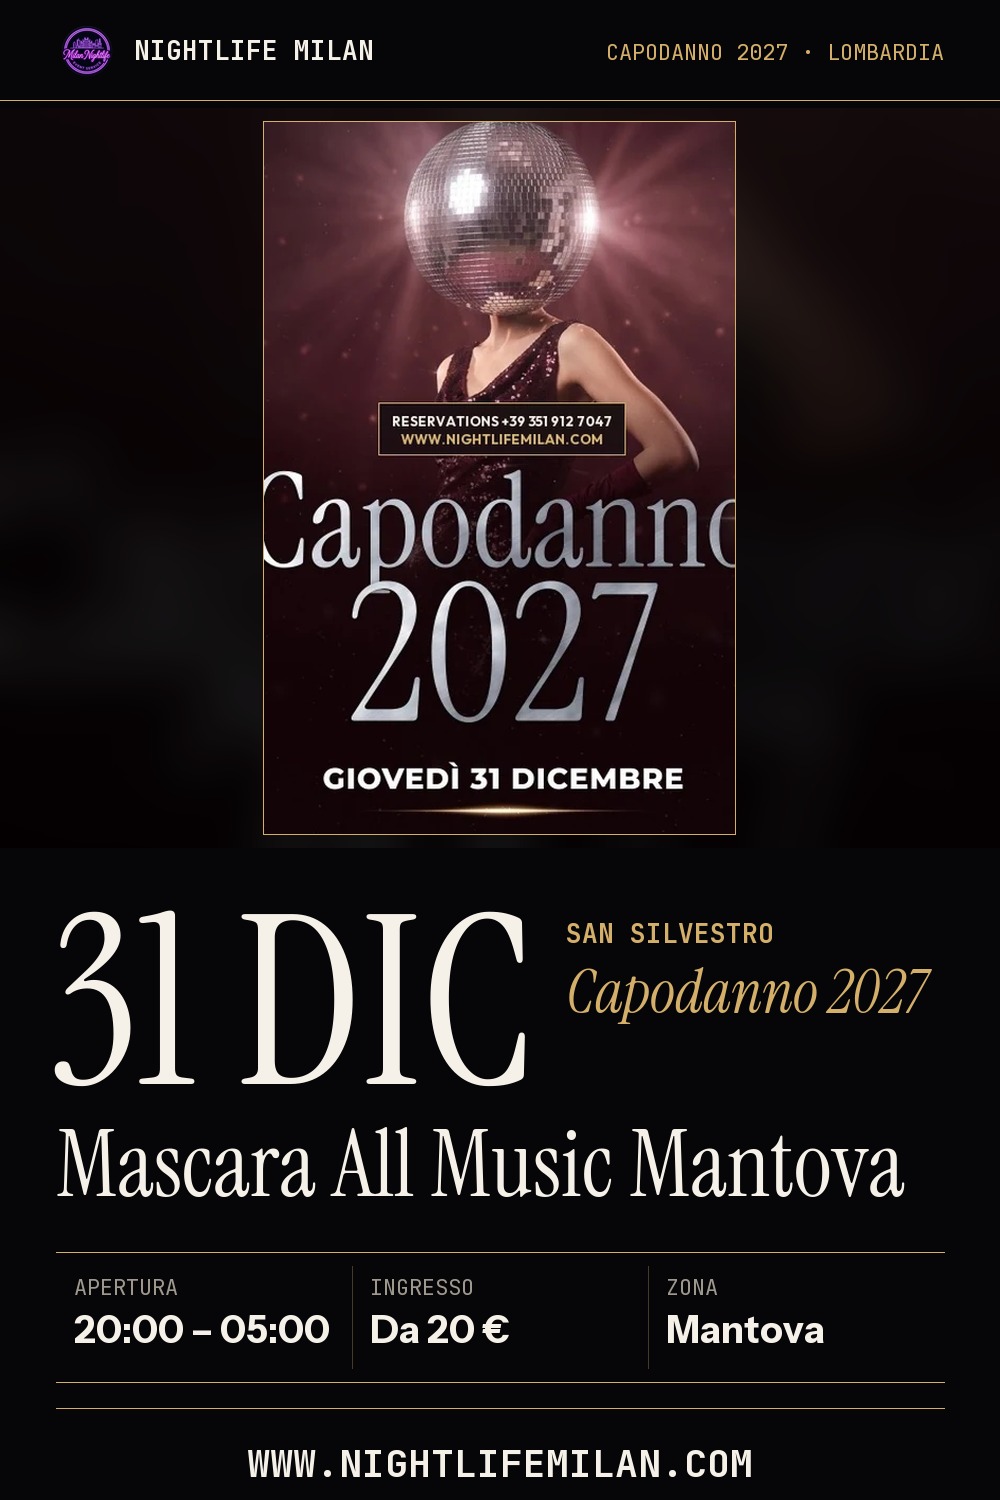 Milan Nightlife
NIGHTLIFE MILAN
CAPODANNO 2027 · LOMBARDIA
RESERVATIONS +39 351 912 7047
WWW.NIGHTLIFEMILAN.COM
Capodanno
2027
GIOVEDÌ 31 DICEMBRE
31 DIC
SAN SILVESTRO
Capodanno 2027
Mascara All Music Mantova
APERTURA
20:00 – 05:00
INGRESSO
Da 20 €
ZONA
Mantova
WWW.NIGHTLIFEMILAN.COM